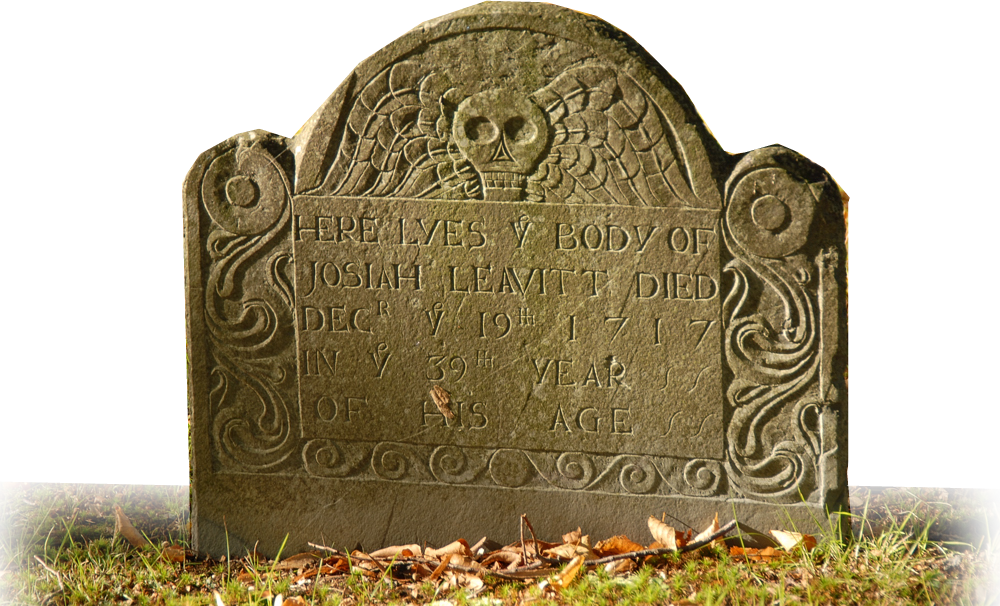 HERE LYES yͤ BODY OF
JOSIAH LEAVITT DIED
DECᴿ yͤ 19ᵗʰ 1717
IN yͤ 39ᵗʰ YEAR
OF HIS AGE